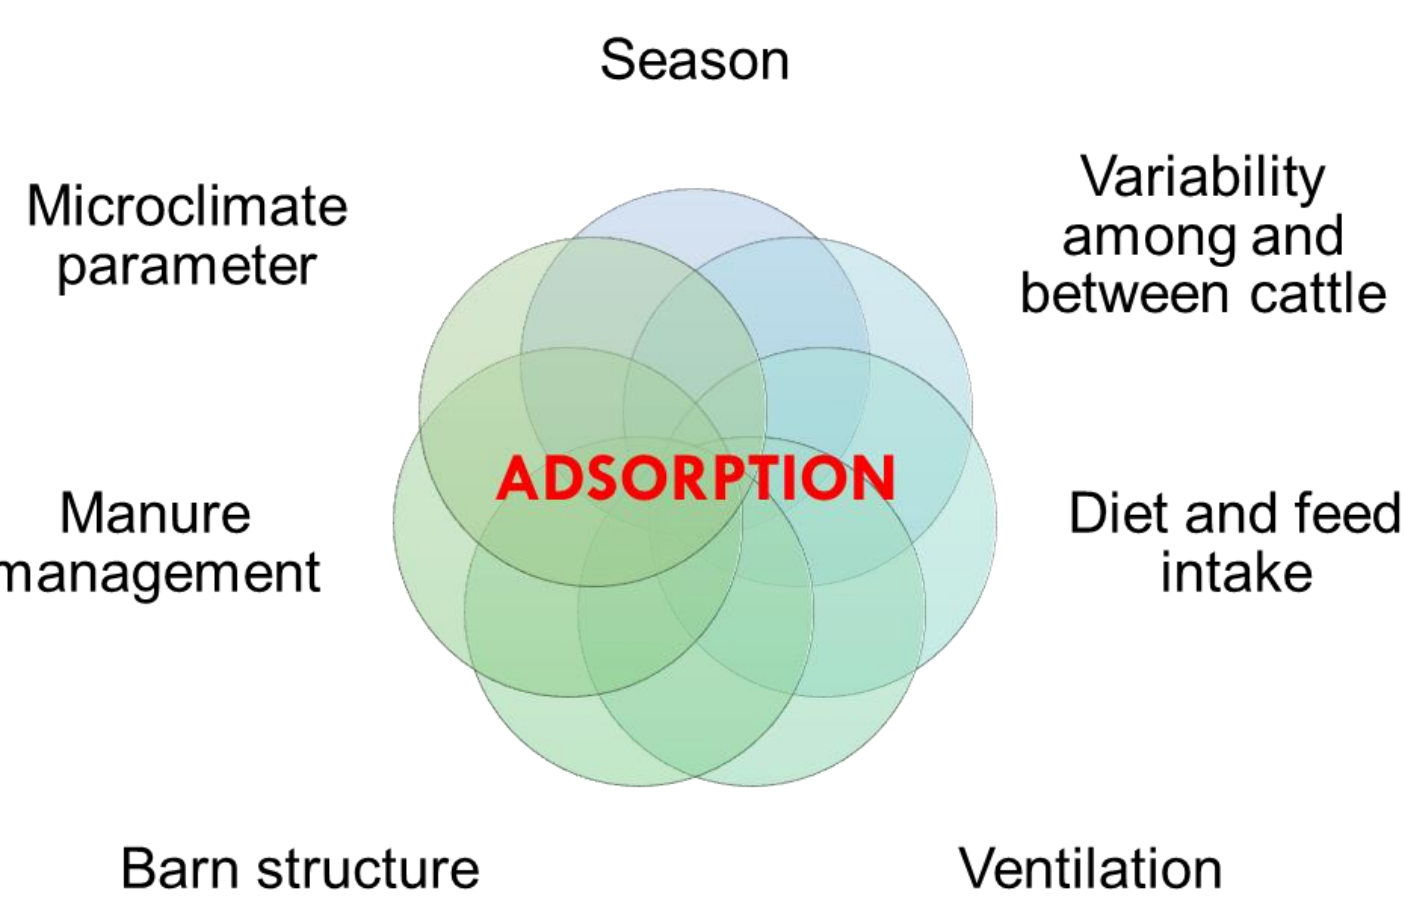 Season
Microclimate
parameter
Variability
among and
between cattle
ADSORPTION
Manure
management
Diet and feed
intake
Barn structure
Ventilation